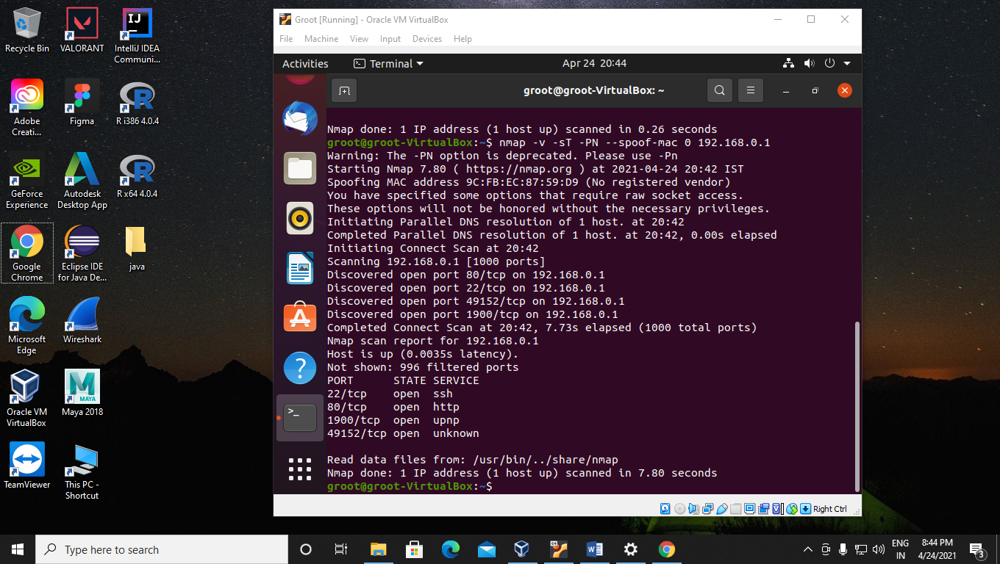 Recycle Bin
VALORANT
IntelliJ IDEA
Communi...
Adobe
Creati...
Figma
R i386 4.0.4
GeForce
Experience
Autodesk
Desktop App
R x64 4.0.4
Google
Chrome
Eclipse IDE
for Java De...
java
Microsoft
Edge
Wireshark
Oracle VM
VirtualBox
MAYA
Maya 2018
TeamViewer
This PC -
Shortcut
Groot [Running] - Oracle VM VirtualBox
File Machine View Input Devices Help
Activities Terminal Apr 24 20:44
groot@groot-VirtualBox: ~
Nmap done: 1 IP address (1 host up) scanned in 0.26 seconds
groot@groot-VirtualBox:~$ nmap -v -sT -PN --spoof-mac 0 192.168.0.1
Warning: The -PN option is deprecated. Please use -Pn
Starting Nmap 7.80 ( https://nmap.org ) at 2021-04-24 20:42 IST
Spoofing MAC address 9C:FB:EC:87:59:D9 (No registered vendor)
You have specified some options that require raw socket access.
These options will not be honored without the necessary privileges.
Initiating Parallel DNS resolution of 1 host. at 20:42
Completed Parallel DNS resolution of 1 host. at 20:42, 0.00s elapsed
Initiating Connect Scan at 20:42
Scanning 192.168.0.1 [1000 ports]
Discovered open port 80/tcp on 192.168.0.1
Discovered open port 22/tcp on 192.168.0.1
Discovered open port 49152/tcp on 192.168.0.1
Discovered open port 1900/tcp on 192.168.0.1
Completed Connect Scan at 20:42, 7.73s elapsed (1000 total ports)
Nmap scan report for 192.168.0.1
Host is up (0.0035s latency).
Not shown: 996 filtered ports
PORT STATE SERVICE
22/tcp open ssh
80/tcp open http
1900/tcp open upnp
49152/tcp open unknown
Read data files from: /usr/bin/../share/nmap
Nmap done: 1 IP address (1 host up) scanned in 7.80 seconds
groot@groot-VirtualBox:~$
Right Ctrl
Type here to search
ENG
IN
8:44 PM
4/24/2021
3